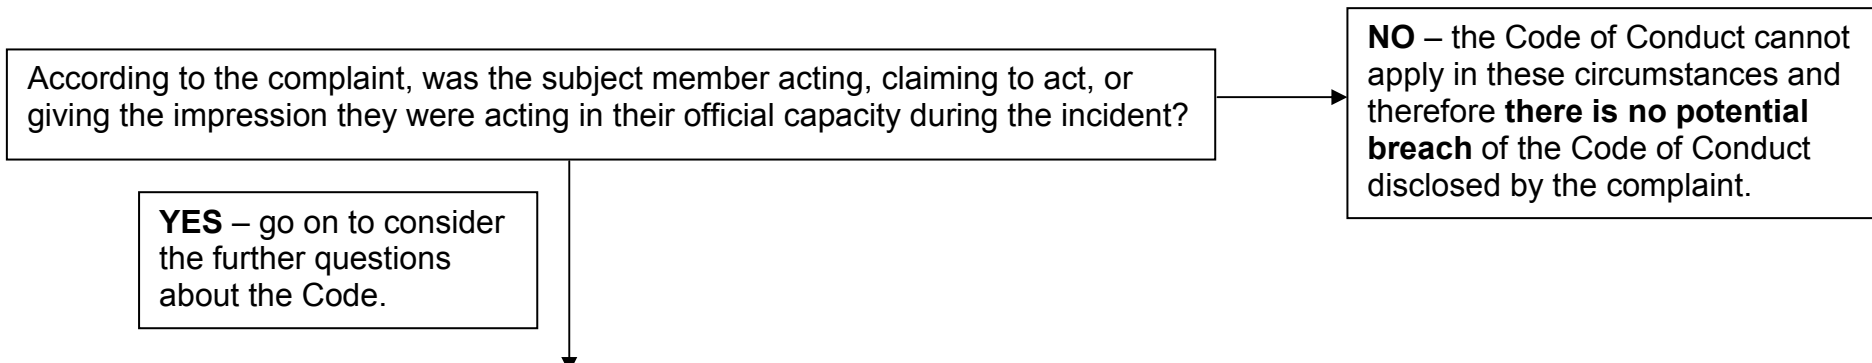 According to the complaint, was the subject member acting, claiming to act, or
giving the impression they were acting in their official capacity during the incident?
NO – the Code of Conduct cannot
apply in these circumstances and
therefore there is no potential
breach of the Code of Conduct
disclosed by the complaint.
YES – go on to consider
the further questions
about the Code.